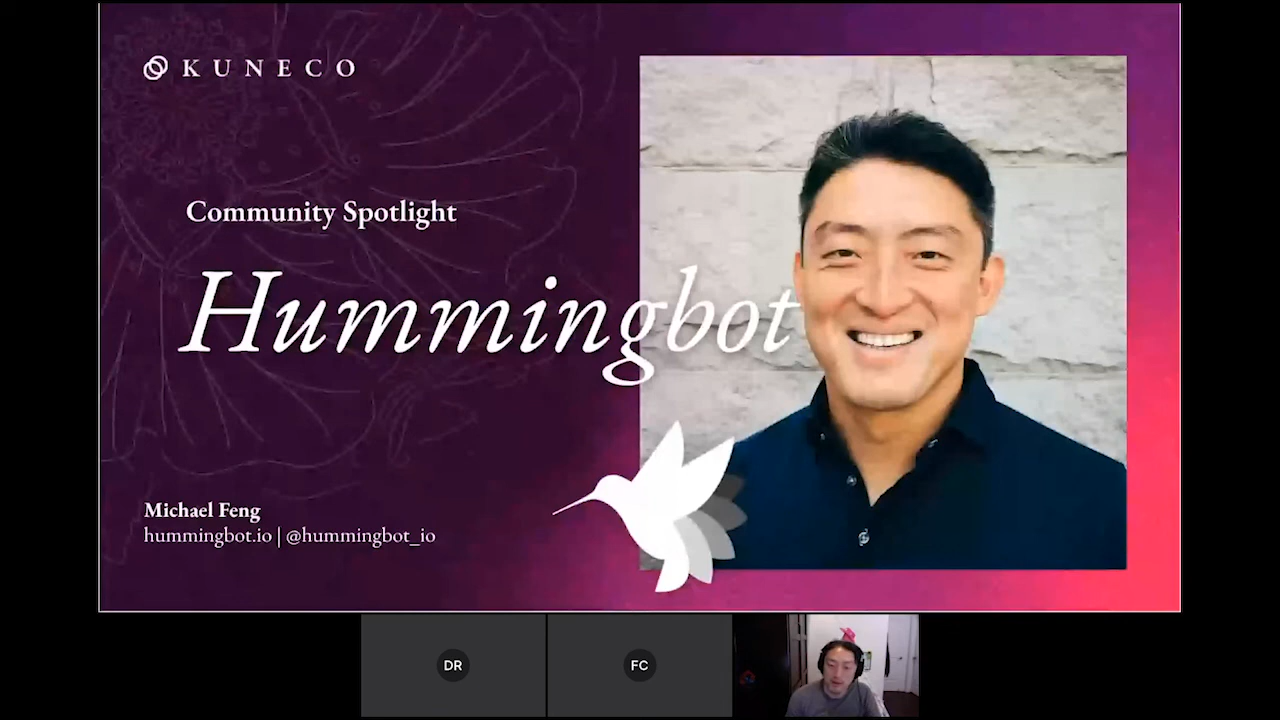 KUNECO
Community Spotlight
Hummingbot
Michael Feng
hummingbot.io | @hummingbot_io
DR
FC